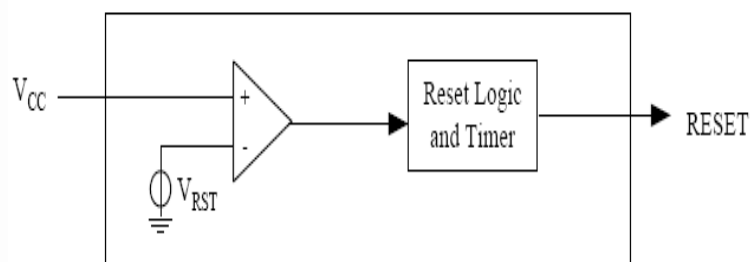 V_CC
+
-
V_RST
Reset Logic
and Timer
RESET